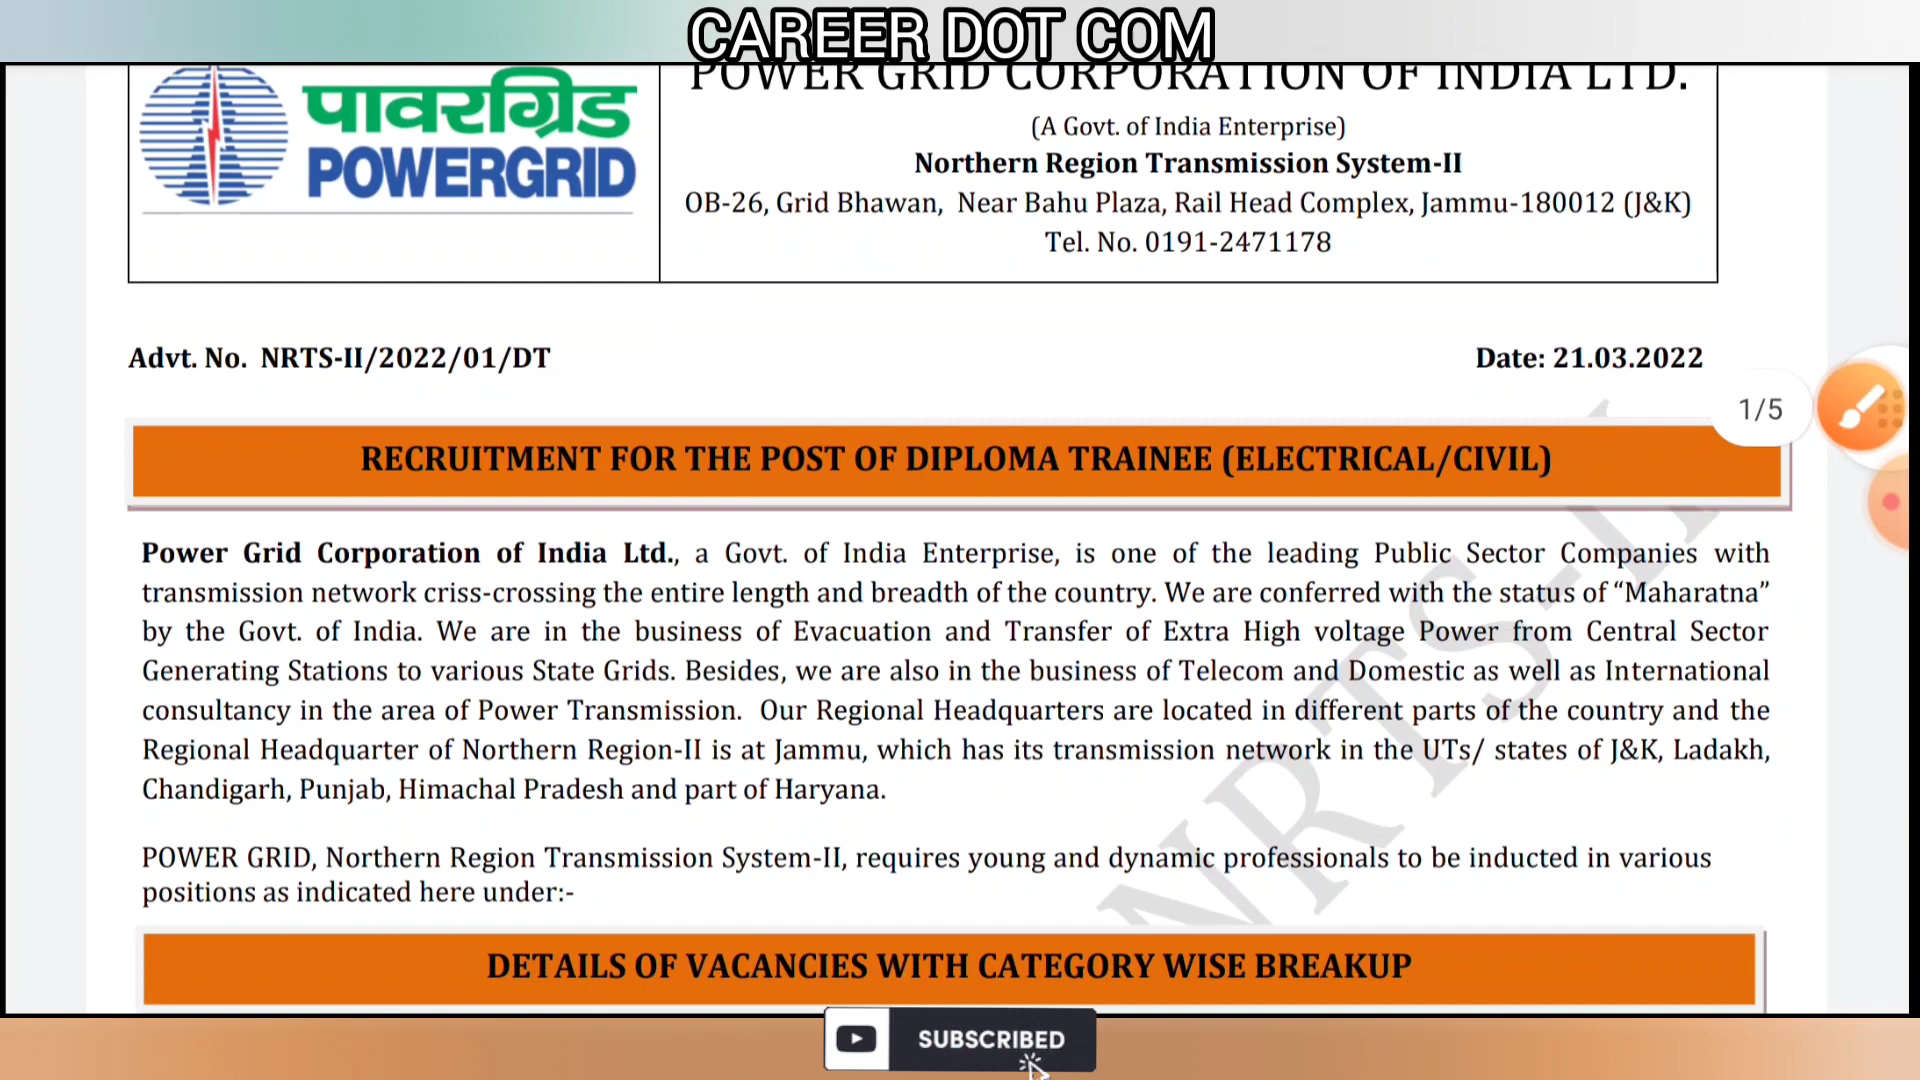 CAREER DOT COM
पावरग्रिड
POWERGRID
POWER GRID CORPORATION OF INDIA LTD.
(A Govt. of India Enterprise)
Northern Region Transmission System-II
OB-26, Grid Bhawan, Near Bahu Plaza, Rail Head Complex, Jammu-180012 (J&K)
Tel. No. 0191-2471178
Advt. No. NRTS-II/2022/01/DT
Date: 21.03.2022
1/5
RECRUITMENT FOR THE POST OF DIPLOMA TRAINEE (ELECTRICAL/CIVIL)
Power Grid Corporation of India Ltd., a Govt. of India Enterprise, is one of the leading Public Sector Companies with
transmission network criss-crossing the entire length and breadth of the country. We are conferred with the status of “Maharatna”
by the Govt. of India. We are in the business of Evacuation and Transfer of Extra High voltage Power from Central Sector
Generating Stations to various State Grids. Besides, we are also in the business of Telecom and Domestic as well as International
consultancy in the area of Power Transmission. Our Regional Headquarters are located in different parts of the country and the
Regional Headquarter of Northern Region-II is at Jammu, which has its transmission network in the UTs/ states of J&K, Ladakh,
Chandigarh, Punjab, Himachal Pradesh and part of Haryana.
POWER GRID, Northern Region Transmission System-II, requires young and dynamic professionals to be inducted in various
positions as indicated here under:-
NRTS-II
DETAILS OF VACANCIES WITH CATEGORY WISE BREAKUP
SUBSCRIBED